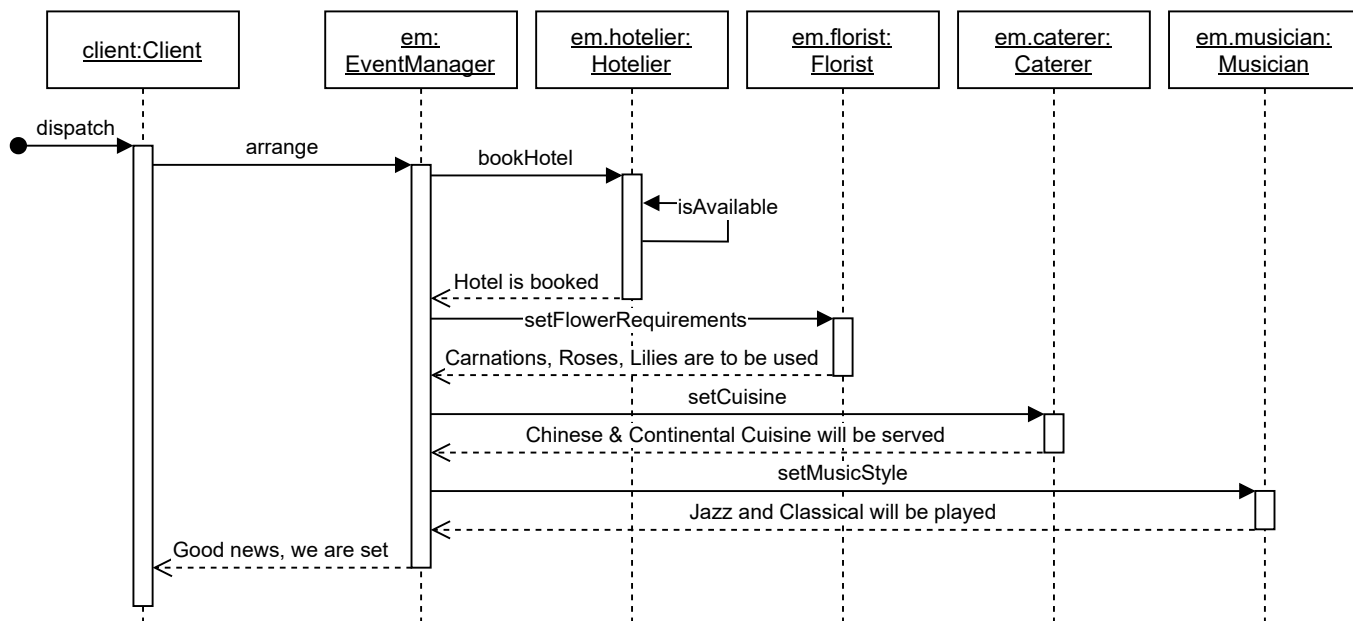 client:Client
em:
EventManager
em.hotelier:
Hotelier
em.florist:
Florist
em.caterer:
Caterer
em.musician:
Musician
dispatch
arrange
bookHotel
isAvailable
Hotel is booked
setFlowerRequirements
Carnations, Roses, Lilies are to be used
setCuisine
Chinese & Continental Cuisine will be served
setMusicStyle
Jazz and Classical will be played
Good news, we are set